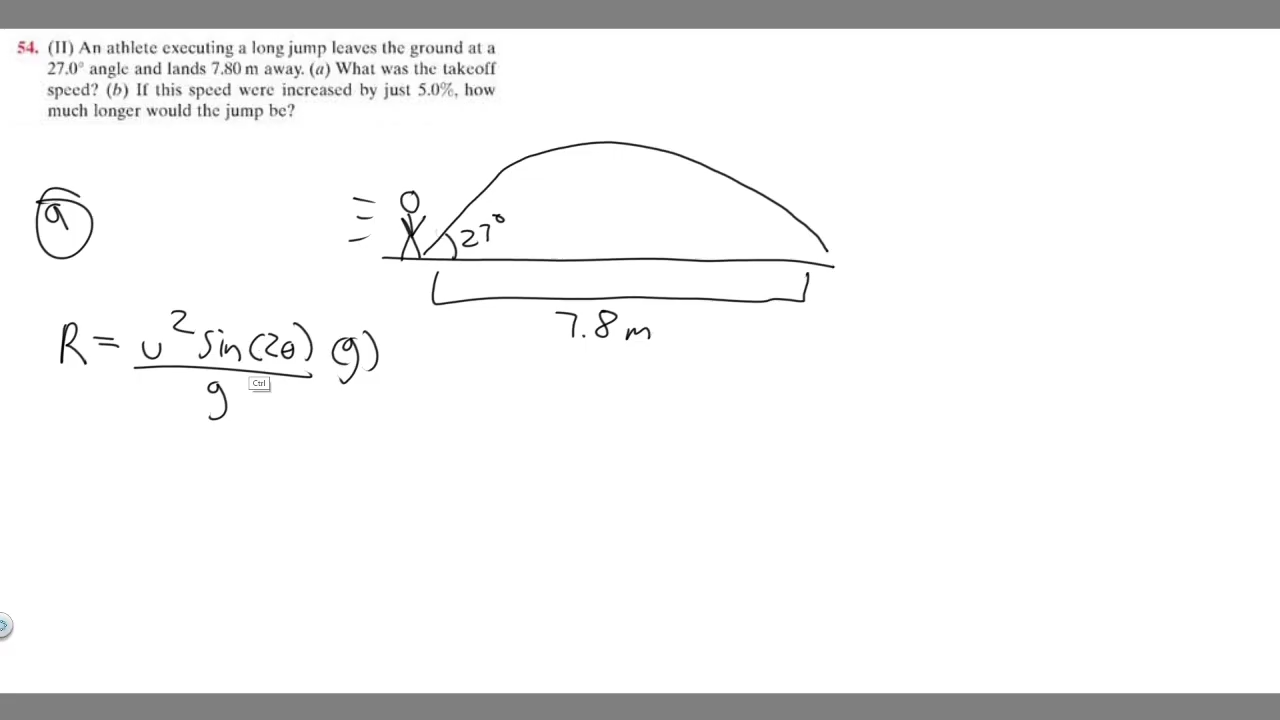 54. (II) An athlete executing a long jump leaves the ground at a
27.0° angle and lands 7.80 m away. (a) What was the takeoff
speed? (b) If this speed were increased by just 5.0%, how
much longer would the jump be?
a
27°
7.8 m
R = u² sin(2θ) (g)
g
Ctrl